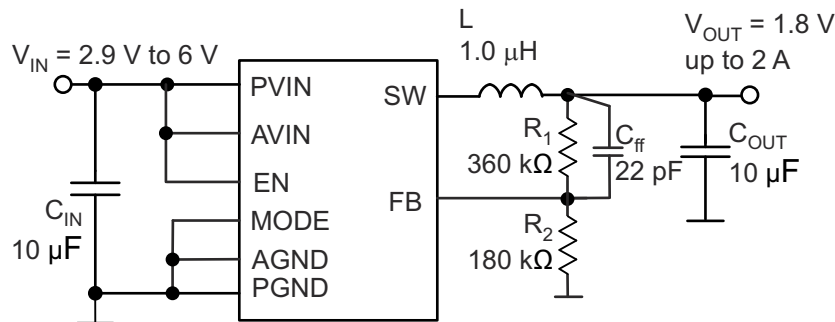 V_IN = 2.9 V to 6 V
L
1.0 μH
V_OUT = 1.8 V
up to 2 A
PVIN
SW
AVIN
EN
FB
MODE
AGND
PGND
C_IN
10 μF
R_1
360 kΩ
C_ff
22 pF
C_OUT
10 μF
R_2
180 kΩ